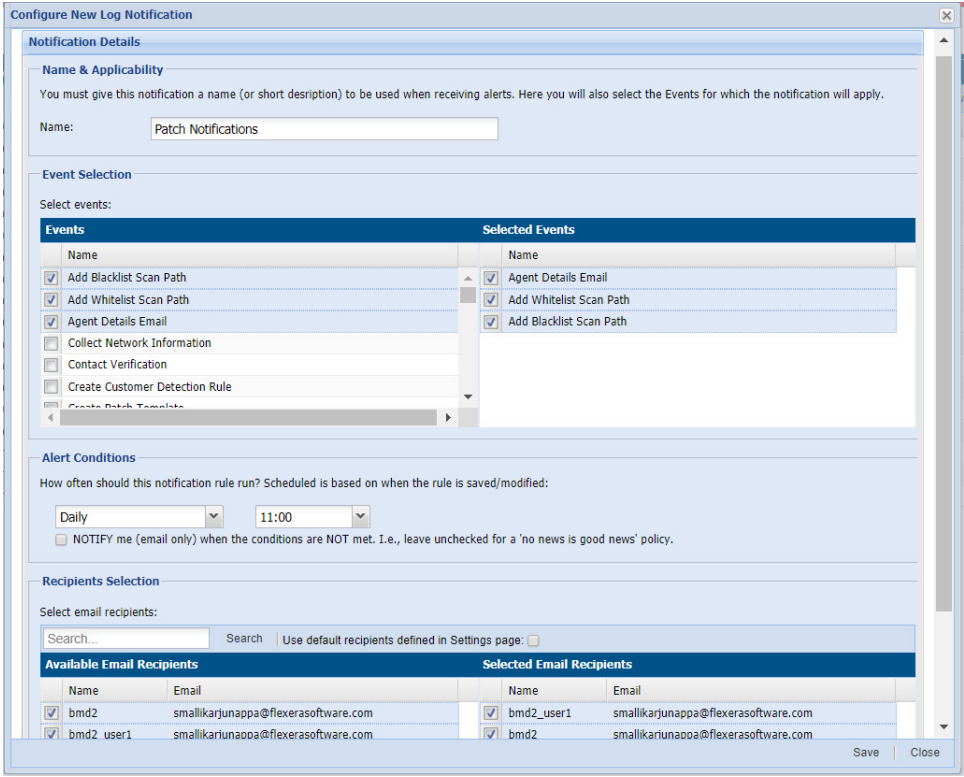 Configure New Log Notification
Notification Details
Name & Applicability
You must give this notification a name (or short desription) to be used when receiving alerts. Here you will also select the Events for which the notification will apply.
Name: Patch Notifications
Event Selection
Select events:
Events Selected Events
Name Name
Add Blacklist Scan Path Agent Details Email
Add Whitelist Scan Path Add Whitelist Scan Path
Agent Details Email Add Blacklist Scan Path
Collect Network Information
Contact Verification
Create Customer Detection Rule
Create Patch Template
Alert Conditions
How often should this notification rule run? Scheduled is based on when the rule is saved/modified:
Daily 11:00
NOTIFY me (email only) when the conditions are NOT met. I.e., leave unchecked for a 'no news is good news' policy.
Recipients Selection
Select email recipients:
Search... Search Use default recipients defined in Settings page:
Available Email Recipients Selected Email Recipients
Name Email Name Email
bmd2 smallikarjunappa@flexerasoftware.com bmd2_user1 smallikarjunappa@flexerasoftware.com
bmd2_user1 smallikarjunappa@flexerasoftware.com bmd2 smallikarjunappa@flexerasoftware.com
Save Close